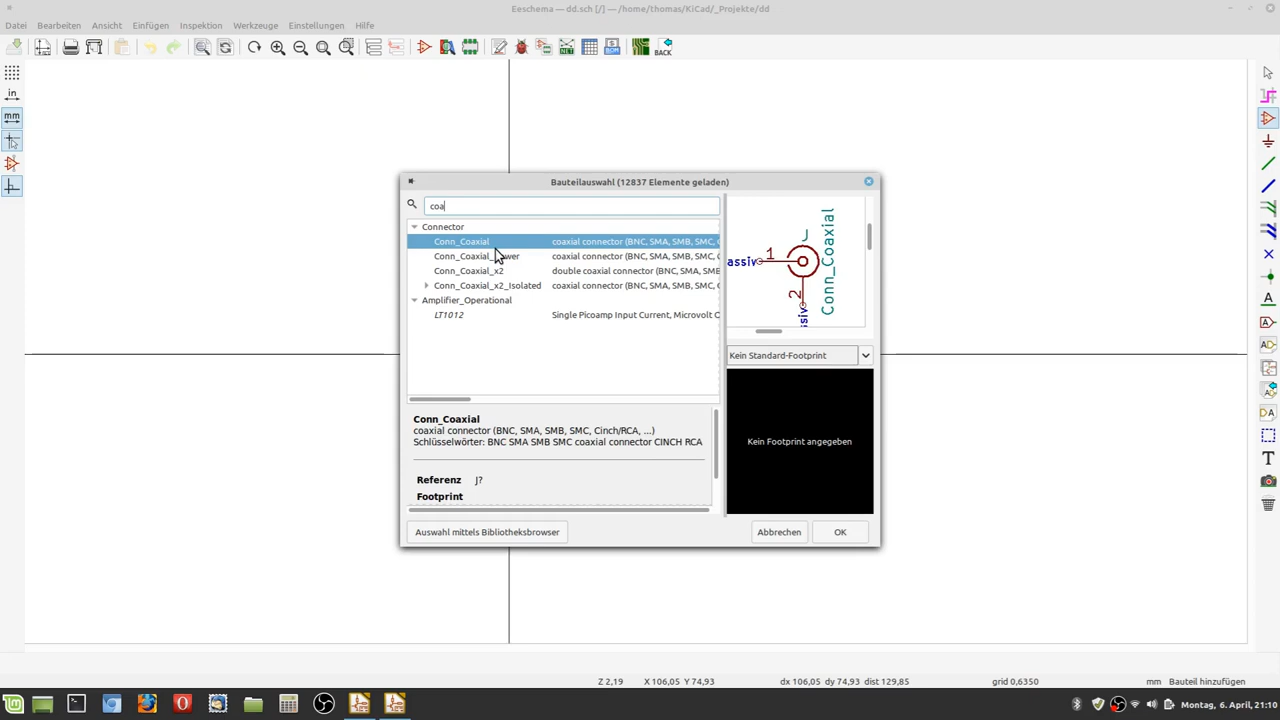 Eeschema — dd.sch [/] — /home/thomas/KiCad/_Projekte/dd
Datei Bearbeiten Ansicht Einfügen Inspektion Werkzeuge Einstellungen Hilfe
NET
BOM
BACK
in
mm
Bauteilauswahl (12837 Elemente geladen)
coa
Connector
Conn_Coaxial coaxial connector (BNC, SMA, SMB, SMC, C
Conn_Coaxial_ wer coaxial connector (BNC, SMA, SMB, SMC,
Conn_Coaxial_x2 double coaxial connector (BNC, SMA, SMB
Conn_Coaxial_x2_Isolated coaxial connector (BNC, SMA, SMB, SMC,
Amplifier_Operational
LT1012 Single Picoamp Input Current, Microvolt O
J
assiv 1
2
Conn_Coaxial
Kein Standard-Footprint
Kein Footprint angegeben
Conn_Coaxial
coaxial connector (BNC, SMA, SMB, SMC, Cinch/RCA, ...)
Schlüsselwörter: BNC SMA SMB SMC coaxial connector CINCH RCA
Referenz J?
Footprint
Auswahl mittels Bibliotheksbrowser Abbrechen OK
A
A
A
A
T
Z 2,19 X 106,05 Y 74,93 dx 106,05 dy 74,93 dist 129,85 grid 0,6350 mm Bauteil hinzufügen
Montag, 6. April, 21:10